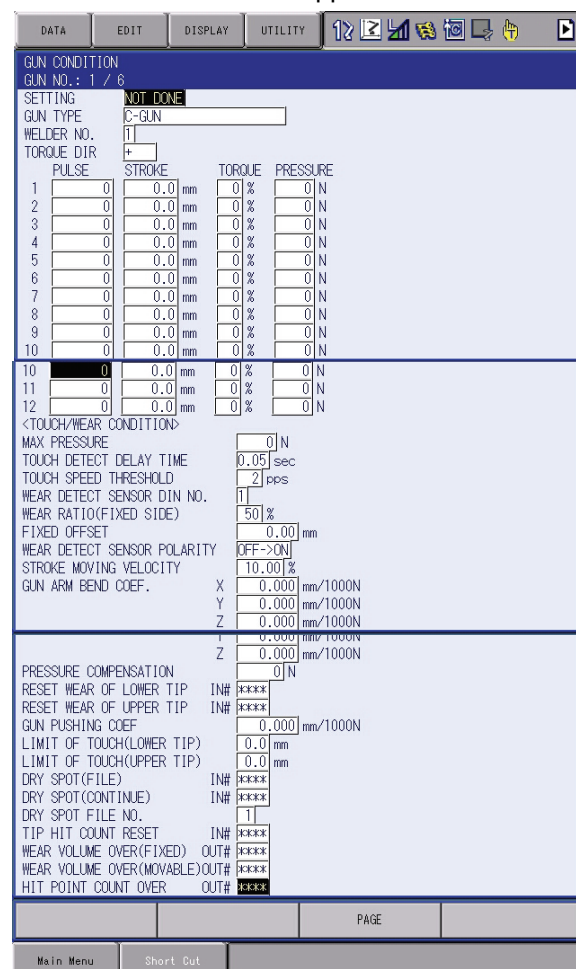 DATA EDIT DISPLAY UTILITY
GUN CONDITION
GUN NO.: 1 / 6
SETTING NOT DONE
GUN TYPE C-GUN
WELDER NO. 1
TORQUE DIR +
PULSE STROKE TORQUE PRESSURE
1 0 0.0 mm 0 % 0 N
2 0 0.0 mm 0 % 0 N
3 0 0.0 mm 0 % 0 N
4 0 0.0 mm 0 % 0 N
5 0 0.0 mm 0 % 0 N
6 0 0.0 mm 0 % 0 N
7 0 0.0 mm 0 % 0 N
8 0 0.0 mm 0 % 0 N
9 0 0.0 mm 0 % 0 N
10 0 0.0 mm 0 % 0 N
10 0 0.0 mm 0 % 0 N
11 0 0.0 mm 0 % 0 N
12 0 0.0 mm 0 % 0 N
<TOUCH/WEAR CONDITION>
MAX PRESSURE 0 N
TOUCH DETECT DELAY TIME 0.05 sec
TOUCH SPEED THRESHOLD 2 pps
WEAR DETECT SENSOR DIN NO. 1
WEAR RATIO(FIXED SIDE) 50 %
FIXED OFFSET 0.00 mm
WEAR DETECT SENSOR POLARITY OFF->ON
STROKE MOVING VELOCITY 10.00 %
GUN ARM BEND COEF. X 0.000 mm/1000N
Y 0.000 mm/1000N
Z 0.000 mm/1000N
Y 0.000 mm/1000N
Z 0.000 mm/1000N
PRESSURE COMPENSATION 0 N
RESET WEAR OF LOWER TIP IN# ****
RESET WEAR OF UPPER TIP IN# ****
GUN PUSHING COEF 0.000 mm/1000N
LIMIT OF TOUCH(LOWER TIP) 0.0 mm
LIMIT OF TOUCH(UPPER TIP) 0.0 mm
DRY SPOT(FILE) IN# ****
DRY SPOT(CONTINUE) IN# ****
DRY SPOT FILE NO. 1
TIP HIT COUNT RESET IN# ****
WEAR VOLUME OVER(FIXED) OUT# ****
WEAR VOLUME OVER(MOVABLE)OUT# ****
HIT POINT COUNT OVER OUT# ****
PAGE
Main Menu Short Cut